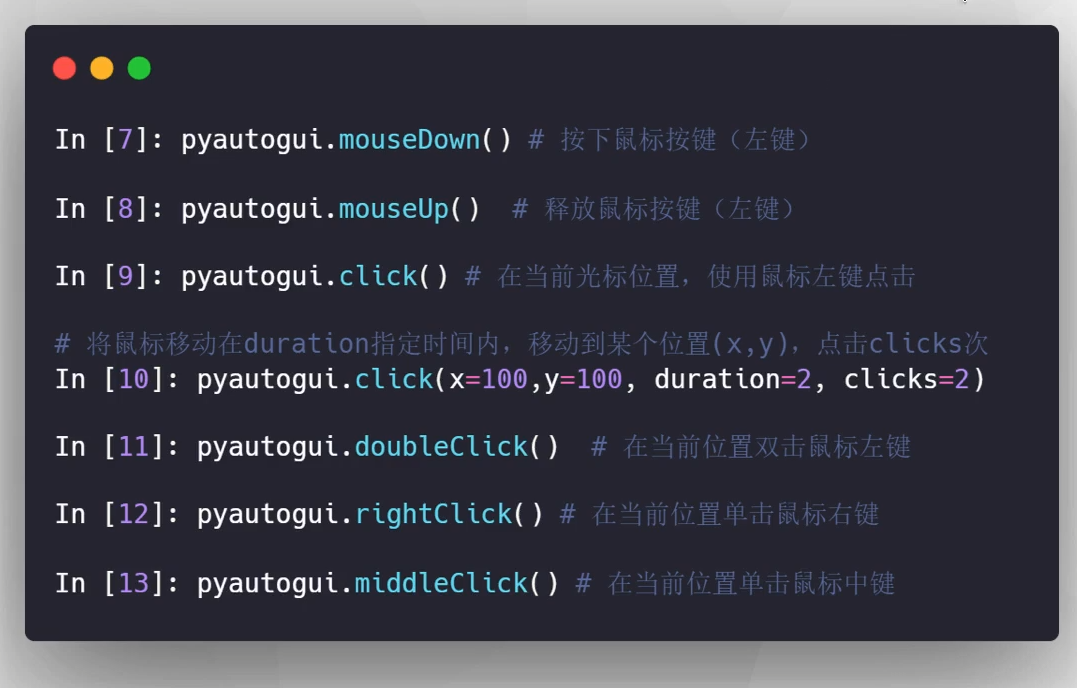 In [7]: pyautogui.mouseDown() # 按下鼠标按键（左键）
In [8]: pyautogui.mouseUp()  # 释放鼠标按键（左键）
In [9]: pyautogui.click() # 在当前光标位置，使用鼠标左键点击
# 将鼠标移动在duration指定时间内，移动到某个位置(x,y)，点击clicks次
In [10]: pyautogui.click(x=100,y=100, duration=2, clicks=2)
In [11]: pyautogui.doubleClick()  # 在当前位置双击鼠标左键
In [12]: pyautogui.rightClick() # 在当前位置单击鼠标右键
In [13]: pyautogui.middleClick() # 在当前位置单击鼠标中键